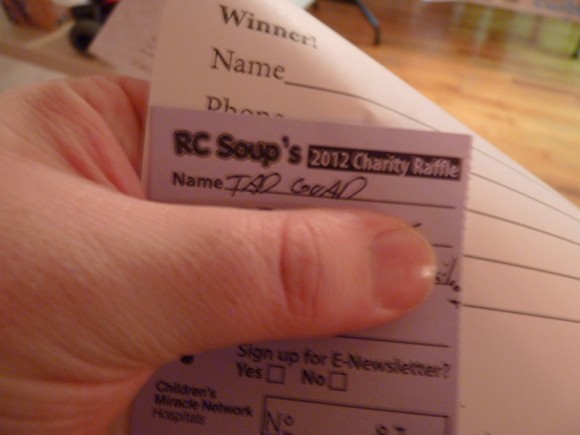 Winner!
Name
Phone
RC Soup's 2012 Charity Raffle
Name
Sign up for E-Newsletter?
Yes No
Children's
Miracle Network
Hospitals
No